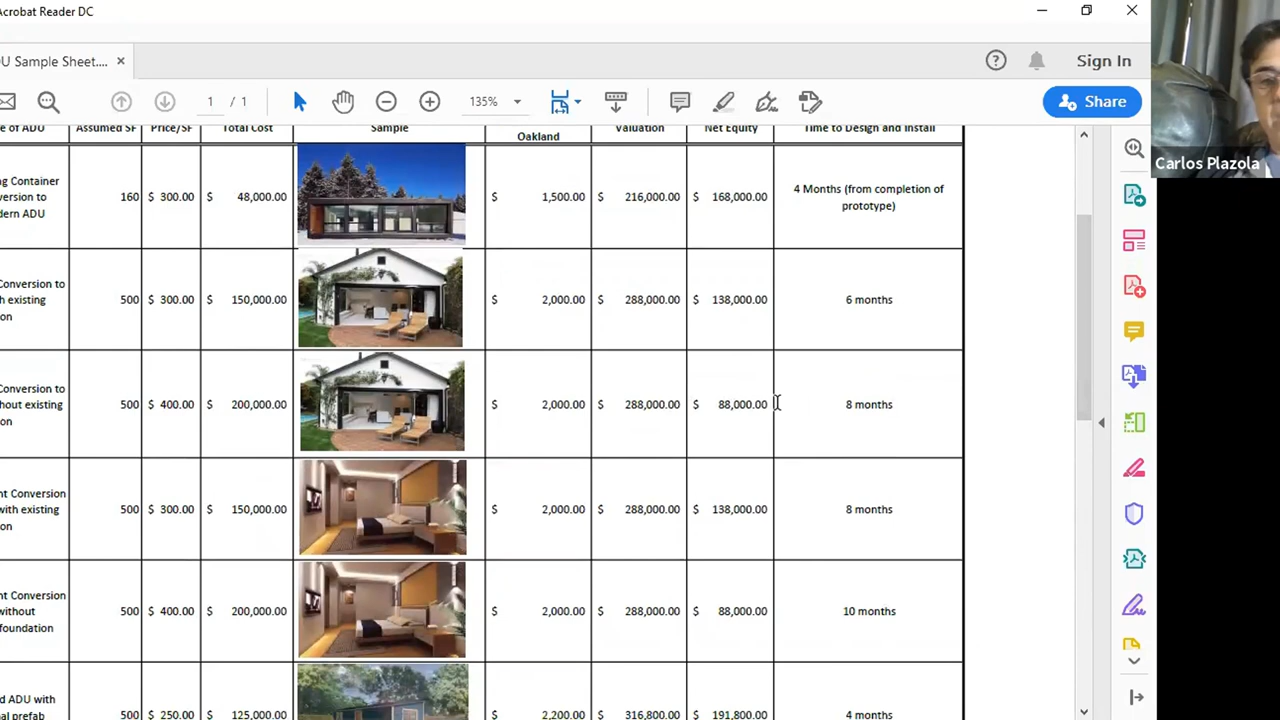 Acrobat Reader DC
U Sample Sheet....
Sign In
1 / 1
135%
Share
Carlos Plazola
e of ADU Assumed SF Price/SF Total Cost Sample Oakland Valuation Net Equity Time to Design and Install
ng Container
version to
dern ADU
160 $ 300.00 $ 48,000.00 $ 1,500.00 $ 216,000.00 $ 168,000.00
4 Months (from completion of
prototype)
Conversion to
h existing
on
500 $ 300.00 $ 150,000.00 $ 2,000.00 $ 288,000.00 $ 138,000.00 6 months
Conversion to
hout existing
on
500 $ 400.00 $ 200,000.00 $ 2,000.00 $ 288,000.00 $ 88,000.00 8 months
nt Conversion
with existing
on
500 $ 300.00 $ 150,000.00 $ 2,000.00 $ 288,000.00 $ 138,000.00 8 months
nt Conversion
without
foundation
500 $ 400.00 $ 200,000.00 $ 2,000.00 $ 288,000.00 $ 88,000.00 10 months
d ADU with
al prefab
500 $ 250.00 $ 125,000.00 $ 2,200.00 $ 316,800.00 $ 191,800.00 4 months